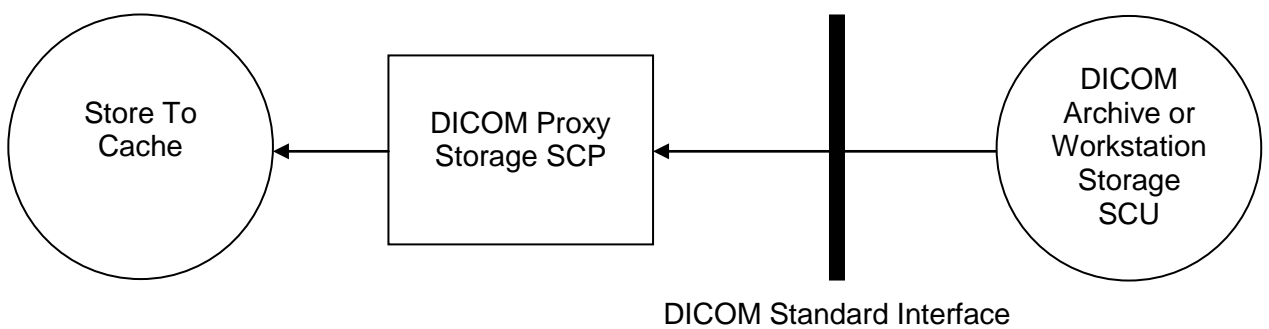 Store To
Cache
DICOM Proxy
Storage SCP
DICOM
Archive or
Workstation
Storage
SCU
DICOM Standard Interface